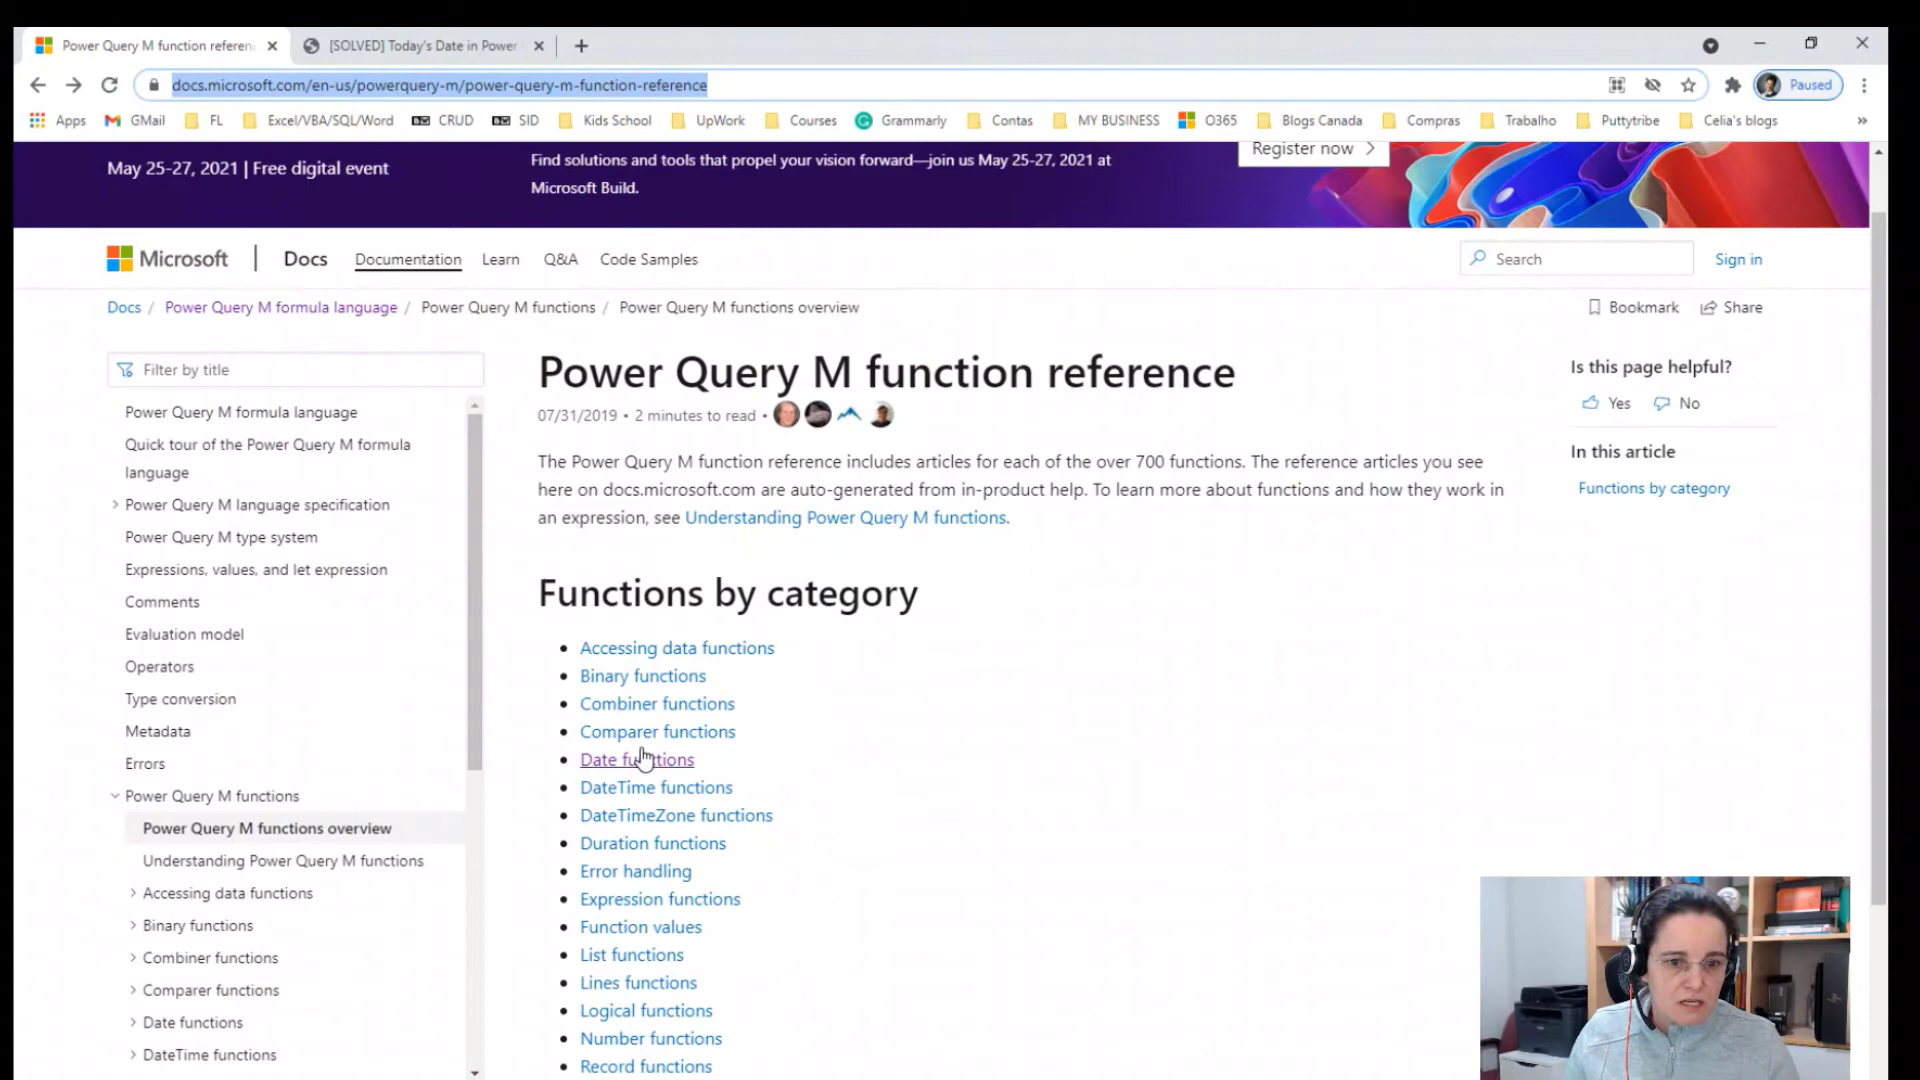 Power Query M function referen
[SOLVED] Today's Date in Power
docs.microsoft.com/en-us/powerquery-m/power-query-m-function-reference
Paused
Apps
GMail
FL
Excel/VBA/SQL/Word
CRUD
SID
Kids School
UpWork
Courses
Grammarly
Contas
MY BUSINESS
O365
Blogs Canada
Compras
Trabalho
Puttytribe
Celia's blogs
»
May 25-27, 2021 | Free digital event
Find solutions and tools that propel your vision forward—join us May 25-27, 2021 at
Microsoft Build.
Register now
Microsoft
Docs
Documentation
Learn
Q&A
Code Samples
Search
Sign in
Docs / Power Query M formula language / Power Query M functions / Power Query M functions overview
Bookmark
Share
Filter by title
Power Query M formula language
Quick tour of the Power Query M formula
language
Power Query M language specification
Power Query M type system
Expressions, values, and let expression
Comments
Evaluation model
Operators
Type conversion
Metadata
Errors
Power Query M functions
Power Query M functions overview
Understanding Power Query M functions
Accessing data functions
Binary functions
Combiner functions
Comparer functions
Date functions
DateTime functions
Power Query M function reference
07/31/2019 • 2 minutes to read •
The Power Query M function reference includes articles for each of the over 700 functions. The reference articles you see
here on docs.microsoft.com are auto-generated from in-product help. To learn more about functions and how they work in
an expression, see Understanding Power Query M functions.
Functions by category
• Accessing data functions
• Binary functions
• Combiner functions
• Comparer functions
• Date functions
• DateTime functions
• DateTimeZone functions
• Duration functions
• Error handling
• Expression functions
• Function values
• List functions
• Lines functions
• Logical functions
• Number functions
• Record functions
Is this page helpful?
Yes
No
In this article
Functions by category